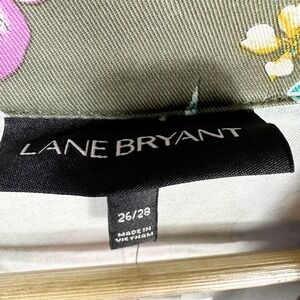 LANE BRYANT
26/28
MADE IN
VIETNAM